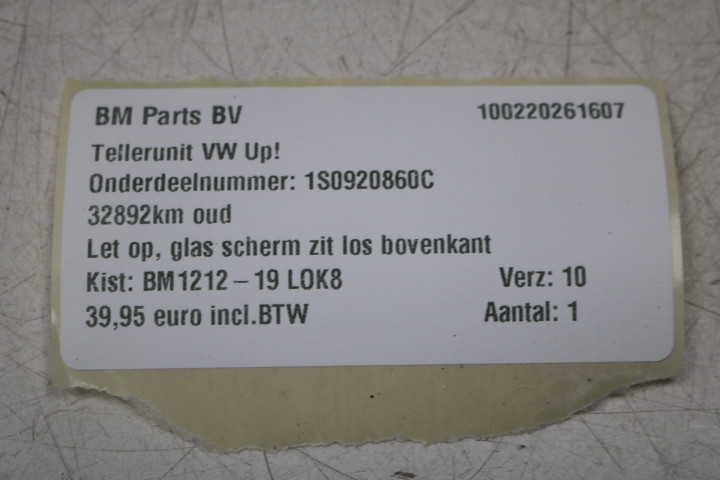 BM Parts BV 100220261607
Tellerunit VW Up!
Onderdeelnummer: 1S0920860C
32892km oud
Let op, glas scherm zit los bovenkant
Kist: BM1212 – 19 LOK8 Verz: 10
39,95 euro incl.BTW Aantal: 1